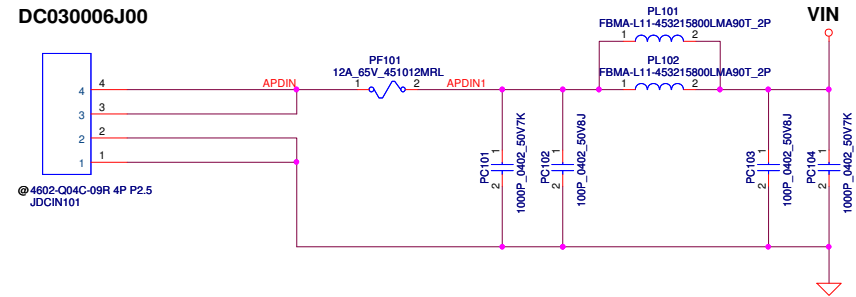 DC030006J00
PL101
FBMA-L11-453215800LMA90T_2P
VIN
1 2
PF101
12A_65V_451012MRL
PL102
FBMA-L11-453215800LMA90T_2P
4 4 APDIN 1 2 APDIN1 1 2
3 3
2 2
1 1
PC101
1 2
1000P_0402_50V7K
PC102
1 2
100P_0402_50V8J
PC103
1 2
100P_0402_50V8J
PC104
1 2
1000P_0402_50V7K
@ 4602-Q04C-09R 4P P2.5
JDCIN101